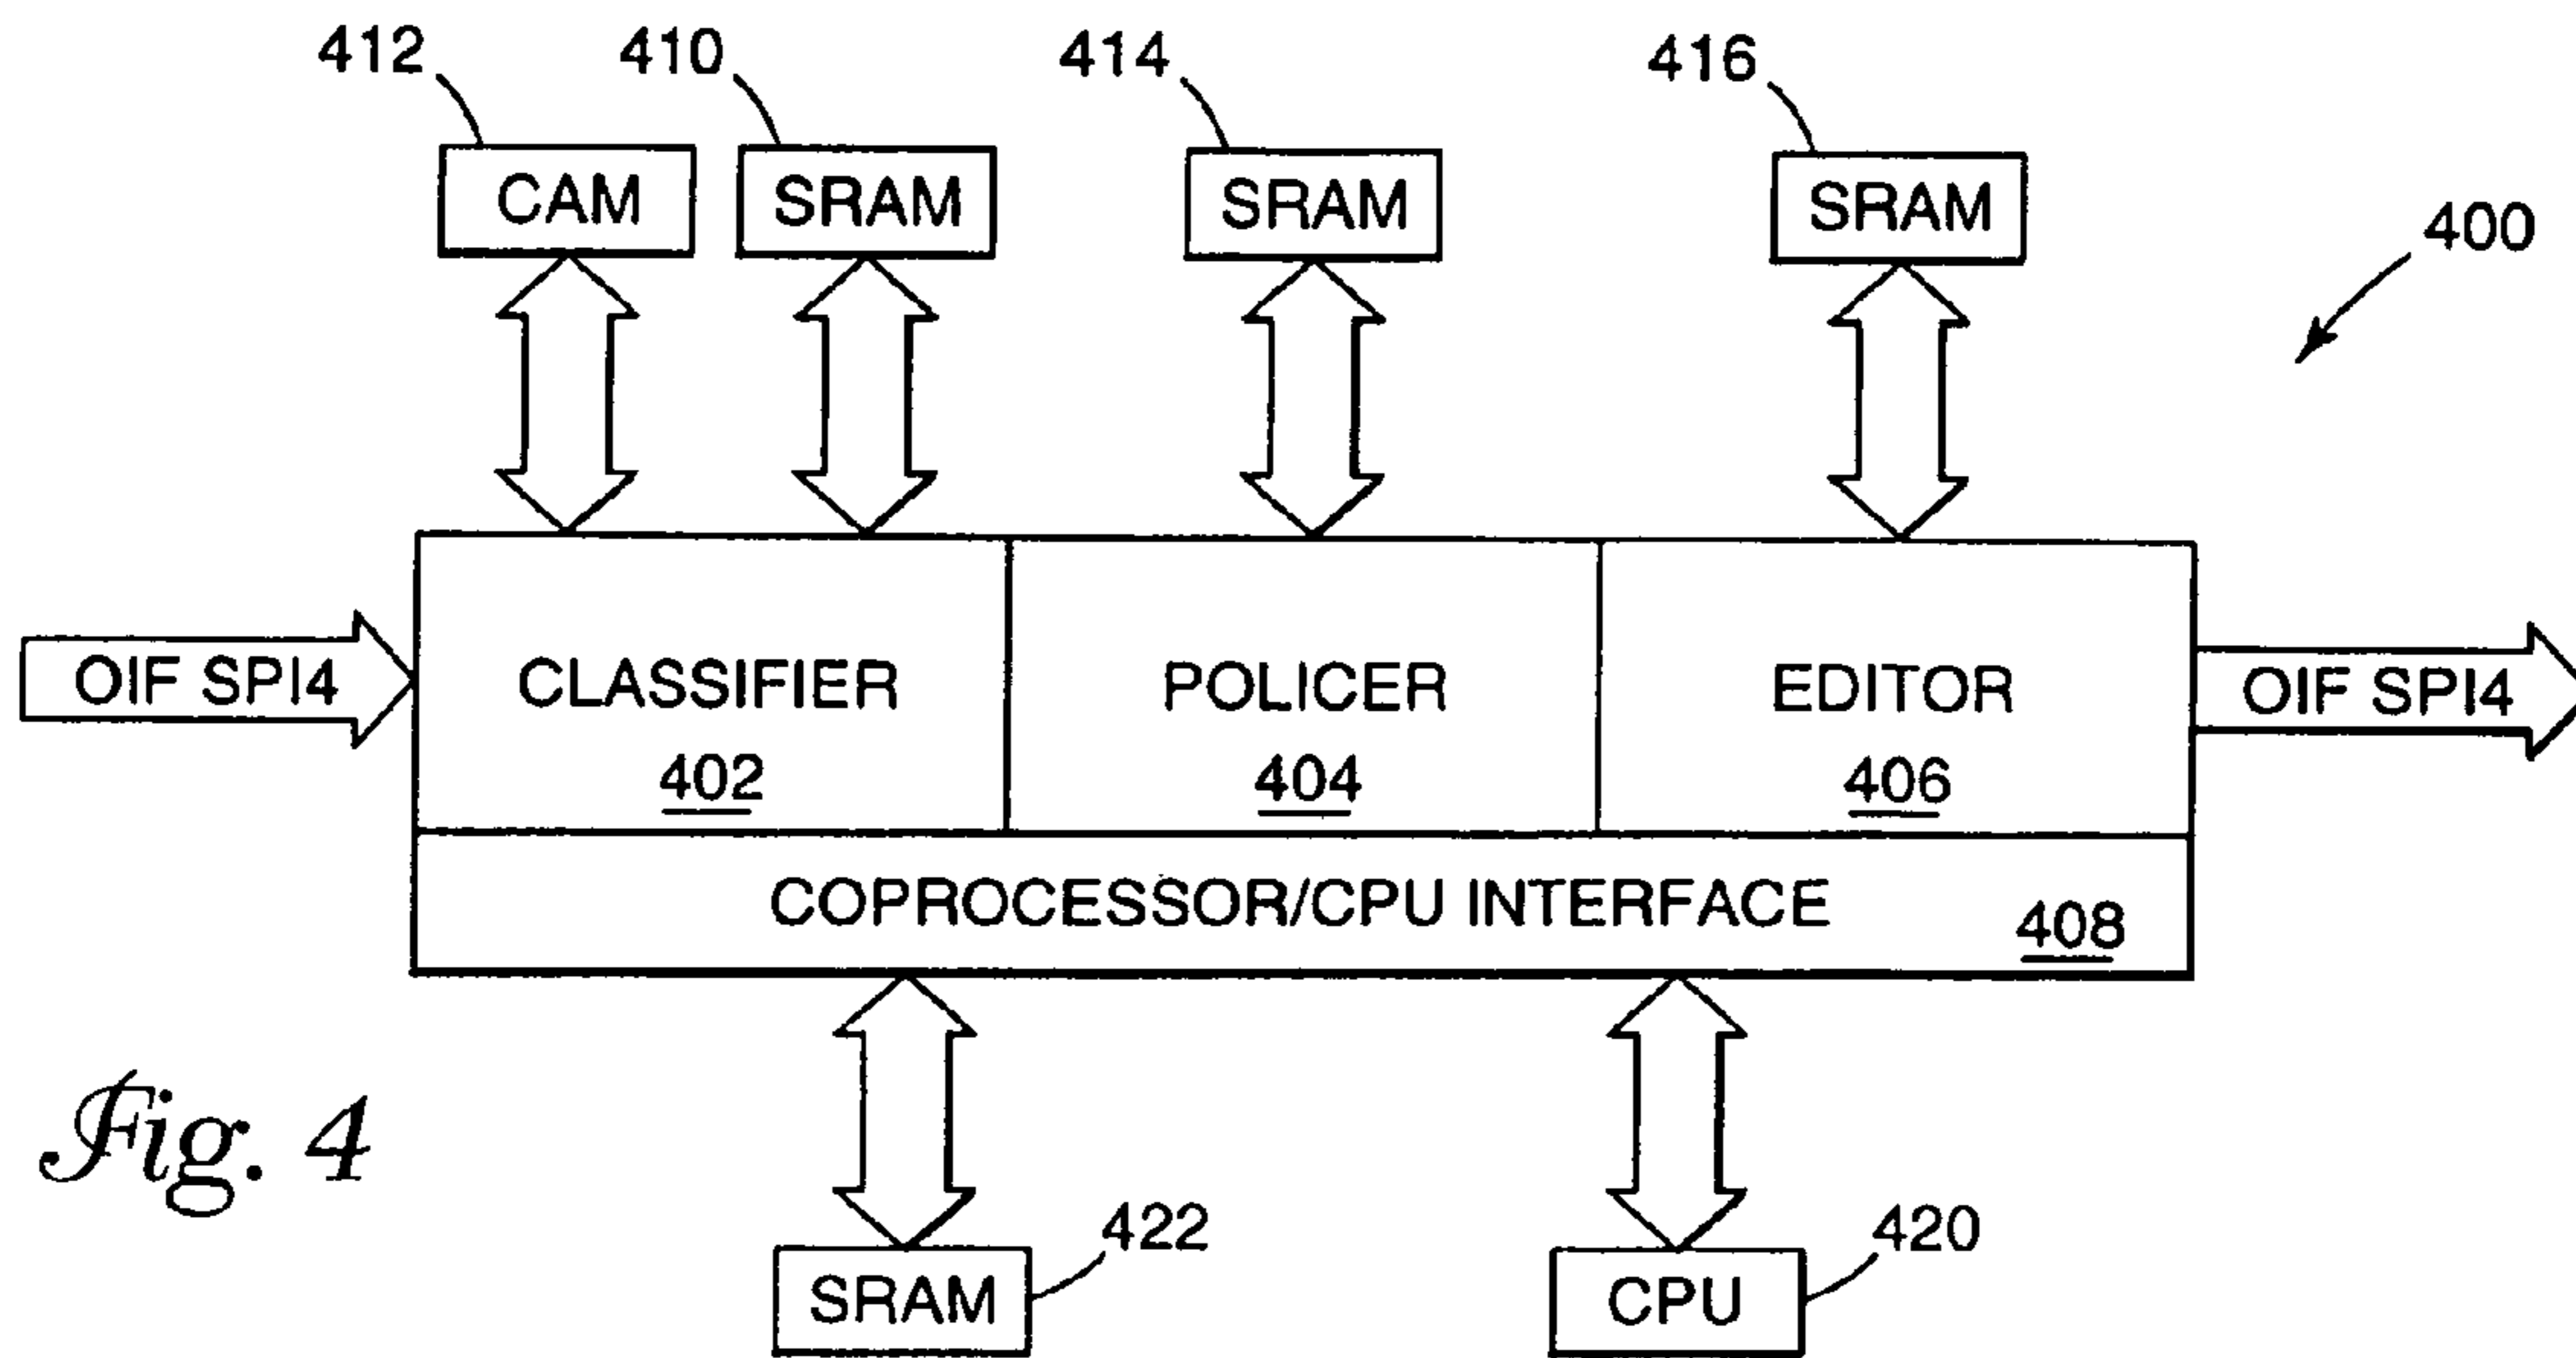 412
410
414
416
CAM
SRAM
SRAM
SRAM
400
OIF SPI4
CLASSIFIER
402
POLICER
404
EDITOR
406
OIF SPI4
COPROCESSOR/CPU INTERFACE
408
Fig. 4
SRAM
422
CPU
420